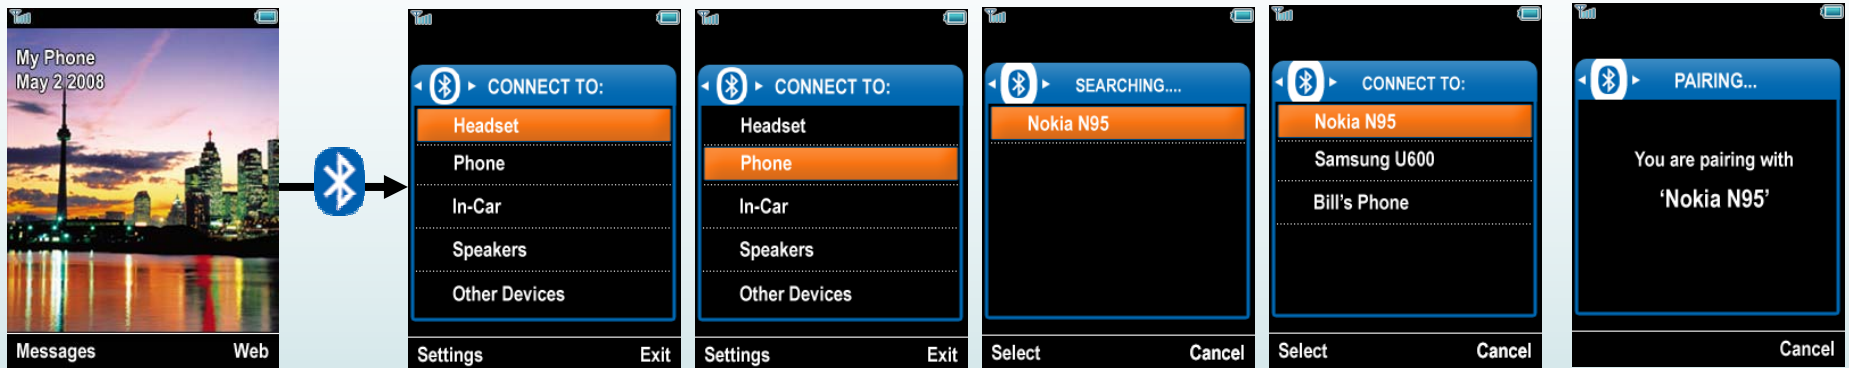 My Phone
May 2 2008
Messages Web
CONNECT TO:
Headset
Phone
In-Car
Speakers
Other Devices
Settings Exit
CONNECT TO:
Headset
Phone
In-Car
Speakers
Other Devices
Settings Exit
SEARCHING....
Nokia N95
Select Cancel
CONNECT TO:
Nokia N95
Samsung U600
Bill's Phone
Select Cancel
PAIRING...
You are pairing with
‘Nokia N95’
Cancel